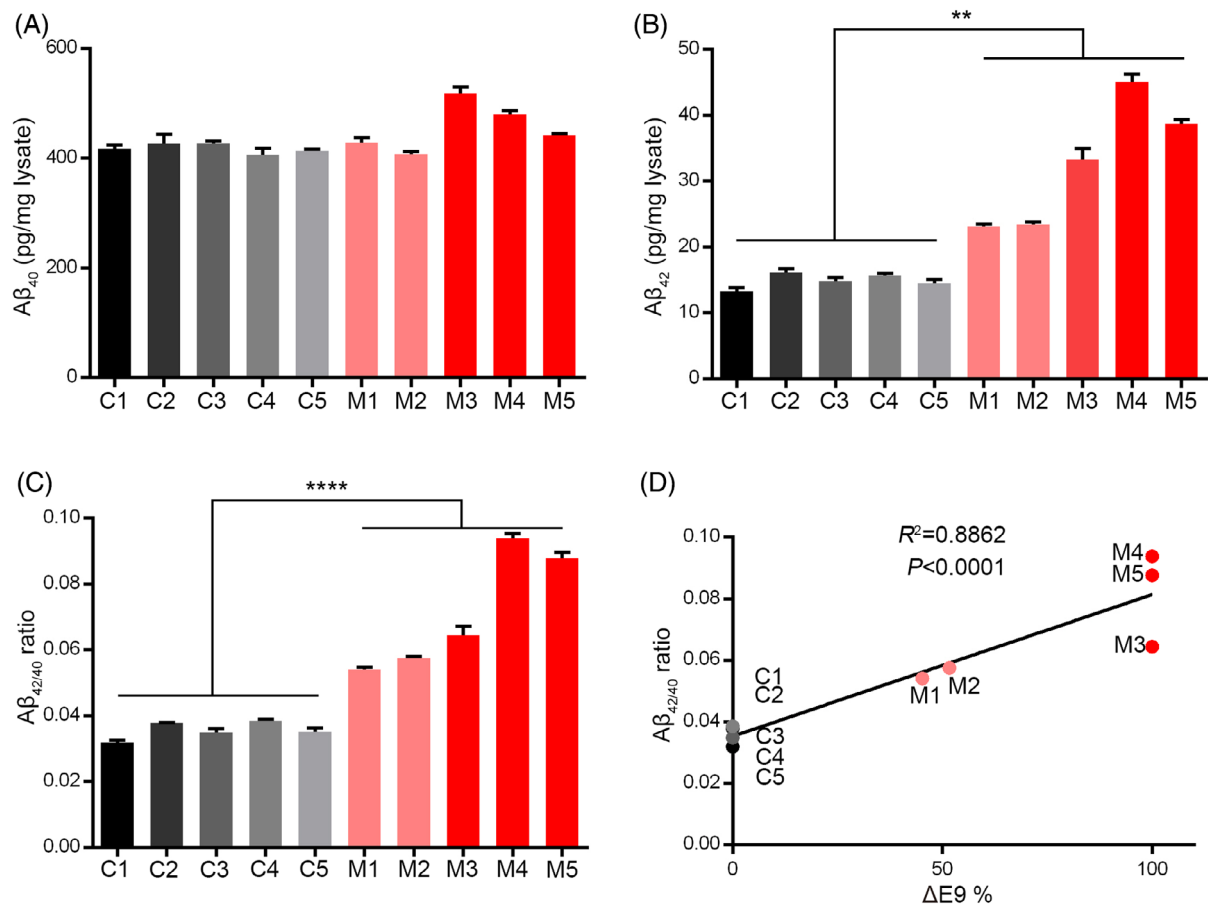 (A)
Aβ40 (pg/mg lysate)
600
400
200
0
C1 C2 C3 C4 C5 M1 M2 M3 M4 M5
(B)
**
Aβ42 (pg/mg lysate)
50
40
30
20
10
0
C1 C2 C3 C4 C5 M1 M2 M3 M4 M5
(C)
****
Aβ42/40 ratio
0.10
0.08
0.06
0.04
0.02
0.00
C1 C2 C3 C4 C5 M1 M2 M3 M4 M5
(D)
Aβ42/40 ratio
0.10
0.08
0.06
0.04
0.02
0.00
R²=0.8862
P<0.0001
M4
M5
M3
M1 M2
C1
C2
C3
C4
C5
0 50 100
ΔE9 %